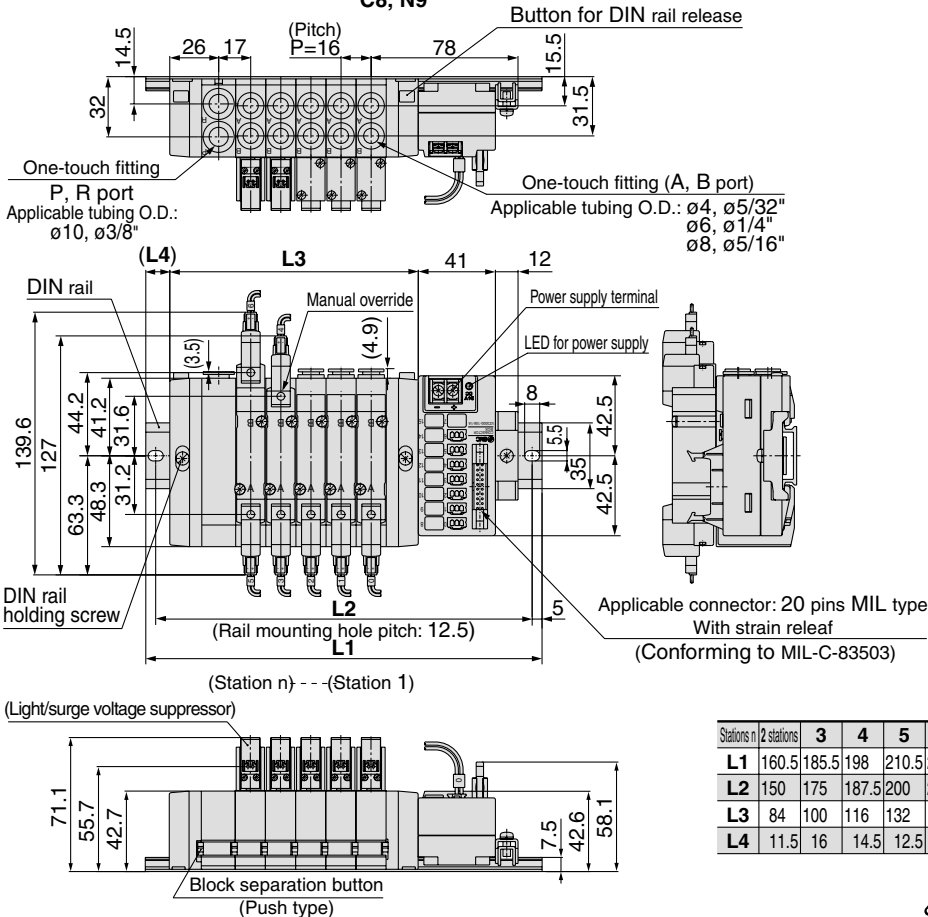 C8, N9
Button for DIN rail release
(Pitch)
P=16
14.5
26
17
78
15.5
32
31.5
R
P
A A A A A
B B B B B
One-touch fitting
P, R port
Applicable tubing O.D.:
ø10, ø3/8"
One-touch fitting (A, B port)
Applicable tubing O.D.: ø4, ø5/32"
ø6, ø1/4"
ø8, ø5/16"
(L4)
L3
41
12
DIN rail
Manual override
Power supply terminal
LED for power supply
(3.5)
(4.9)
139.6
127
44.2
41.2
31.6
63.3
48.3
31.2
8
5.5
35
42.5
42.5
B B B B B
A A A A A
- +
DIN rail
holding screw
L2
5
(Rail mounting hole pitch: 12.5)
L1
Applicable connector: 20 pins MIL type
With strain releaf
(Conforming to MIL-C-83503)
(Station n) - - - (Station 1)
(Light/surge voltage suppressor)
71.1
55.7
42.7
7.5
42.6
58.1
Block separation button
(Push type)
Stations n 2 stations 3 4 5
L1 160.5 185.5 198 210.5
L2 150 175 187.5 200
L3 84 100 116 132
L4 11.5 16 14.5 12.5